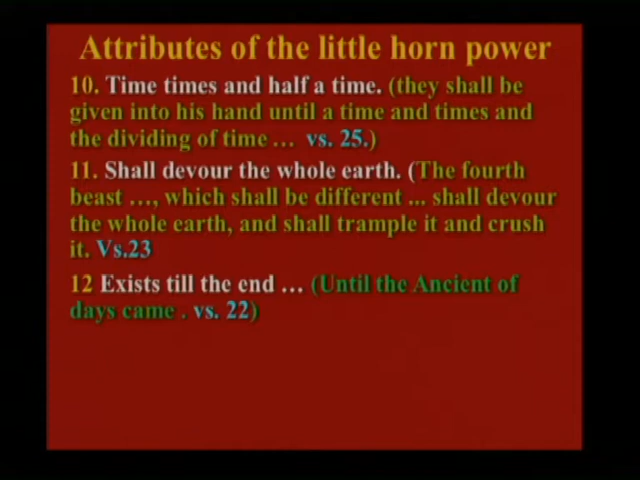 Attributes of the little horn power
10. Time times and half a time. (they shall be
given into his hand until a time and times and
the dividing of time ... vs. 25.)
11. Shall devour the whole earth. (The fourth
beast ..., which shall be different ... shall devour
the whole earth, and shall trample it and crush
it. Vs.23
12 Exists till the end ... (Until the Ancient of
days came . vs. 22)